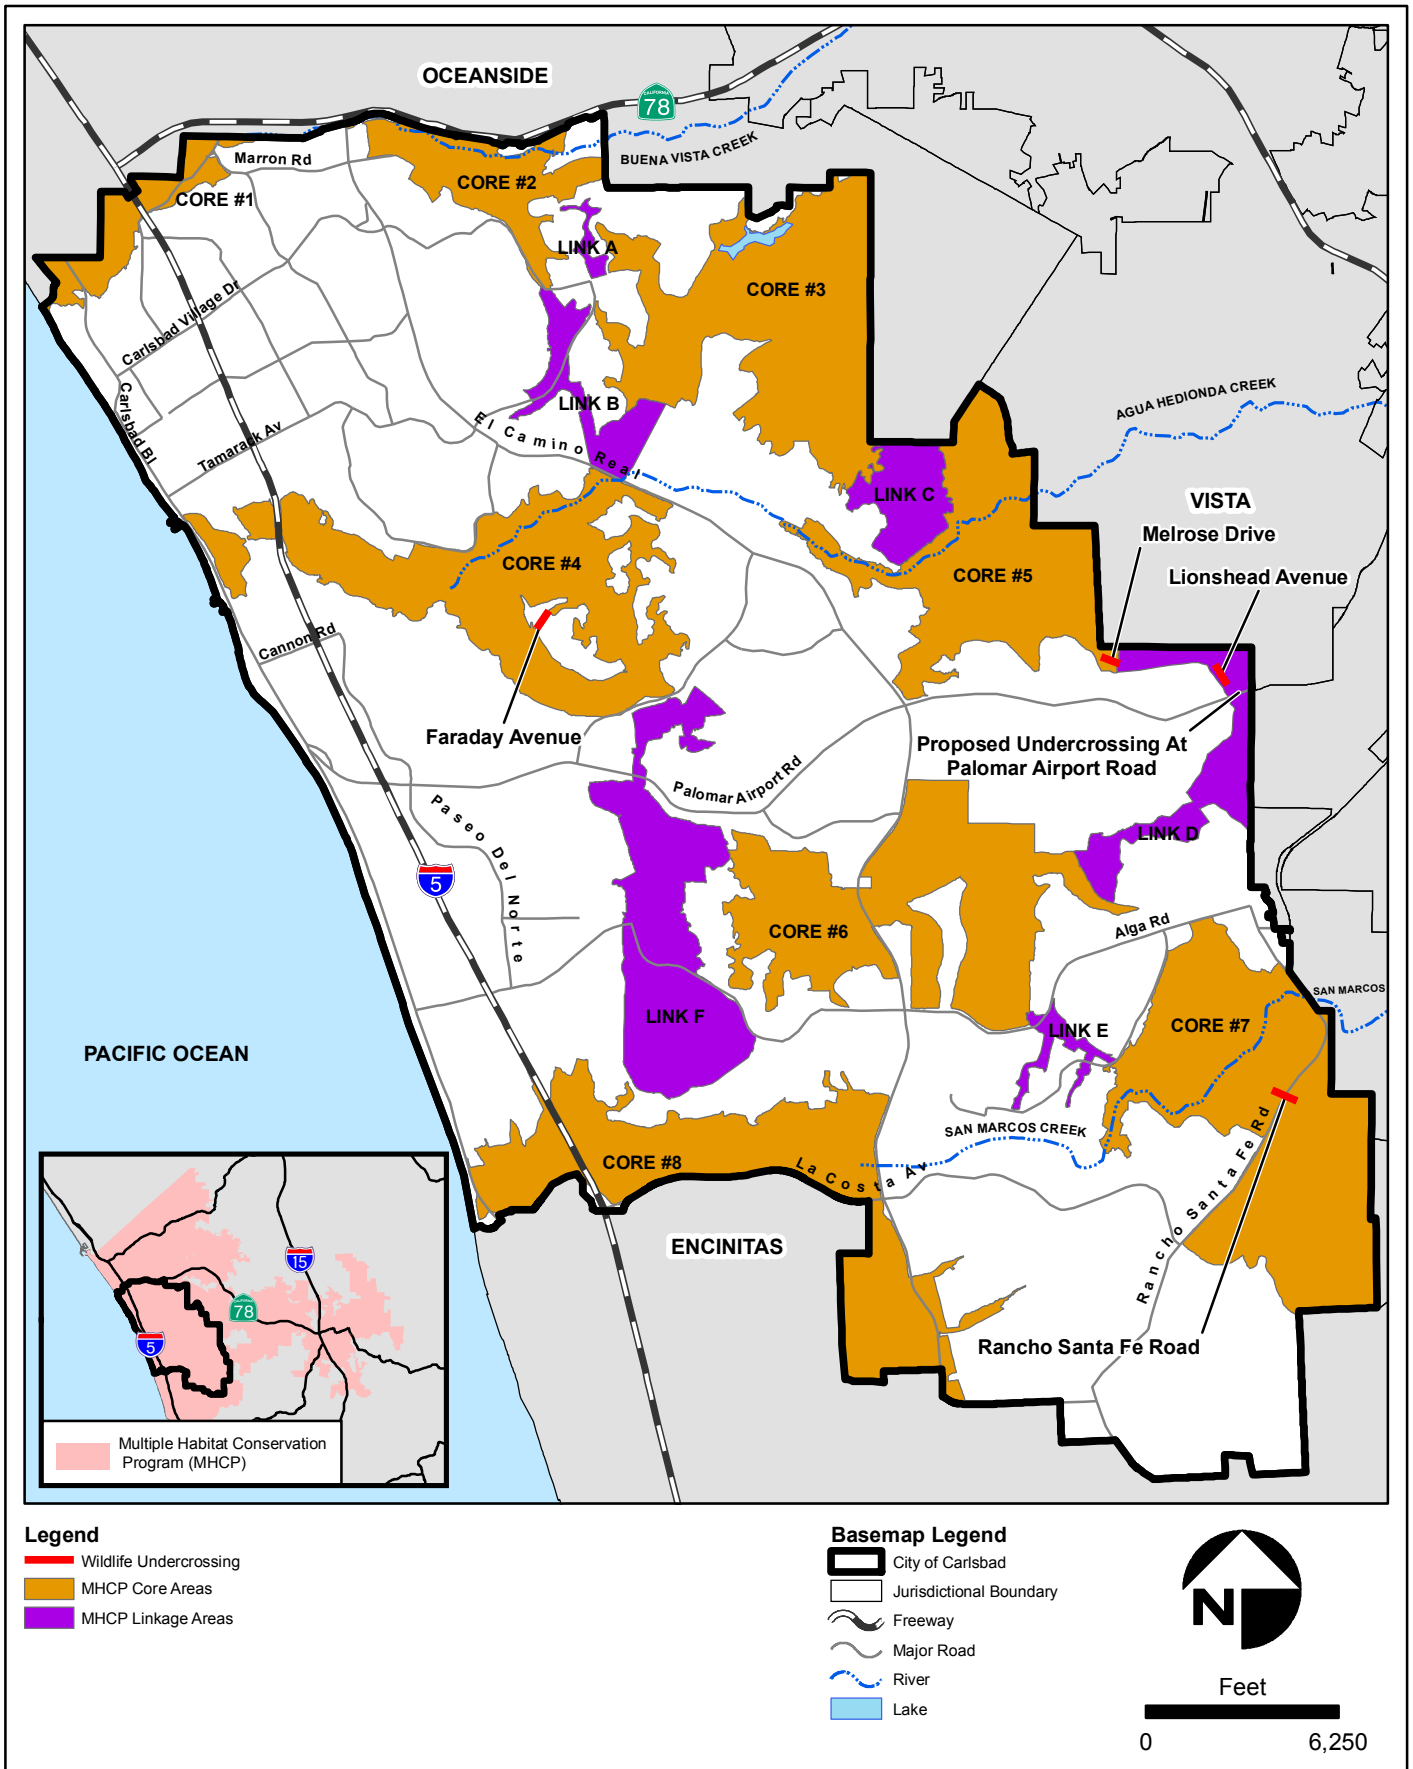 OCEANSIDE
CALIFORNIA
78
BUENA VISTA CREEK
Marron Rd
CORE #1
CORE #2
LINK A
CORE #3
Carlsbad Village Dr
Carlsbad Bl
Tamarack Av
LINK B
El Camino Real
AGUA HEDIONDA CREEK
LINK C
VISTA
Melrose Drive
Lionshead Avenue
CORE #4
CORE #5
Cannon Rd
Faraday Avenue
Proposed Undercrossing At
Palomar Airport Road
Palomar Airport Rd
Paseo Del Norte
LINK D
5
CORE #6
Alga Rd
SAN MARCOS
LINK F
LINK E
CORE #7
PACIFIC OCEAN
SAN MARCOS CREEK
CORE #8
La Costa Av
Rancho Santa Fe Rd
ENCINITAS
Rancho Santa Fe Road
15
CALIFORNIA
78
5
Multiple Habitat Conservation
Program (MHCP)
Legend
Wildlife Undercrossing
MHCP Core Areas
MHCP Linkage Areas
Basemap Legend
City of Carlsbad
Jurisdictional Boundary
Freeway
Major Road
River
Lake
N
Feet
0 6,250